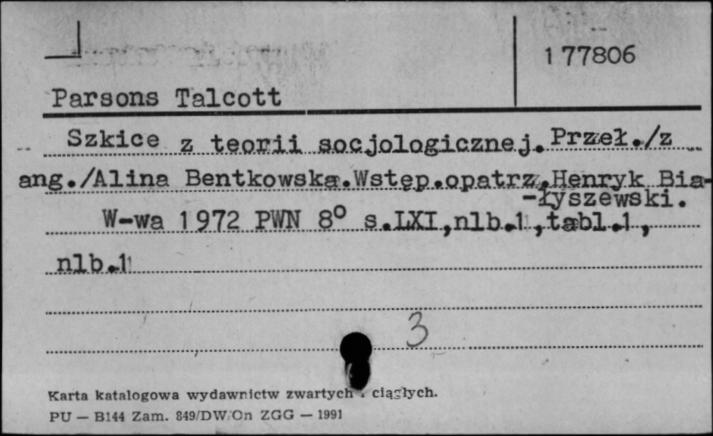 177806
Parsons Talcott
Szkice z teorii socjologicznej. Przeł./z
ang./Alina Bentkowska.Wstęp.opatrz.Henryk Bia-
-łyszewski.
W-wa 1972 PWN 8° s.LXI,nlb.1,tabl.1,
nlb.1
3
Karta katalogowa wydawnictw zwartych i ciągłych.
PU — B144 Zam. 849/DW/On ZGG — 1991